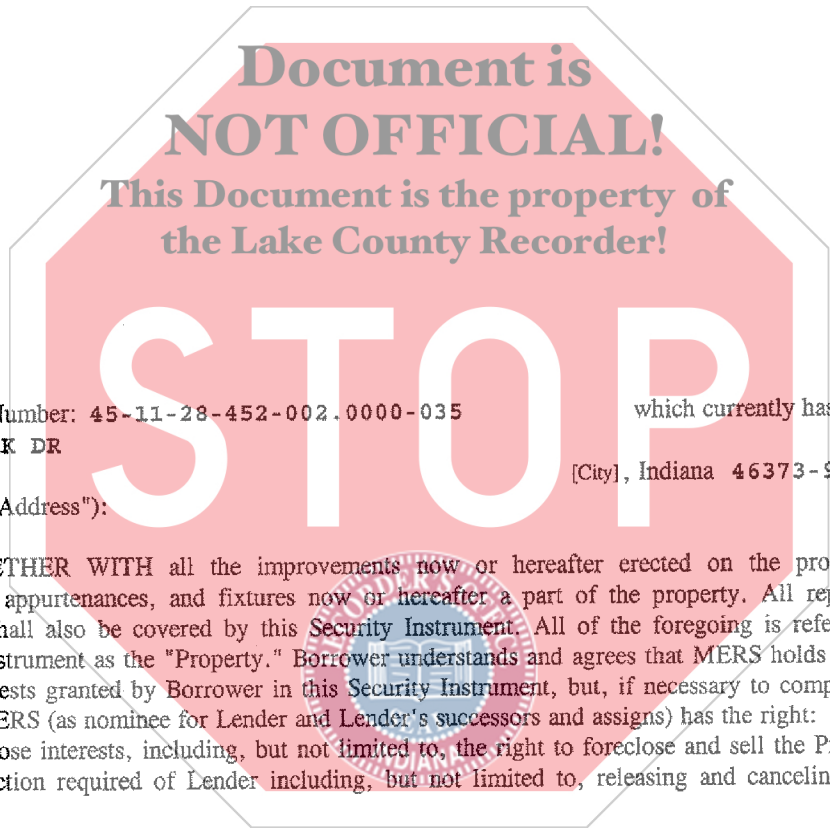 Document is
NOT OFFICIAL!
This Document is the property of
the Lake County Recorder!
STOP
Number: 45-11-28-452-002.0000-035 which currently has
K DR
[City], Indiana 46373-9
Address"):
ETHER WITH all the improvements now or hereafter erected on the pro
appurtenances, and fixtures now or hereafter a part of the property. All rep
hall also be covered by this Security Instrument. All of the foregoing is refe
strument as the "Property." Borrower understands and agrees that MERS holds
ests granted by Borrower in this Security Instrument, but, if necessary to comp
ERS (as nominee for Lender and Lender's successors and assigns) has the right:
ose interests, including, but not limited to, the right to foreclose and sell the P
ction required of Lender including, but not limited to, releasing and cancelin
RECORDER'S
INDIANA